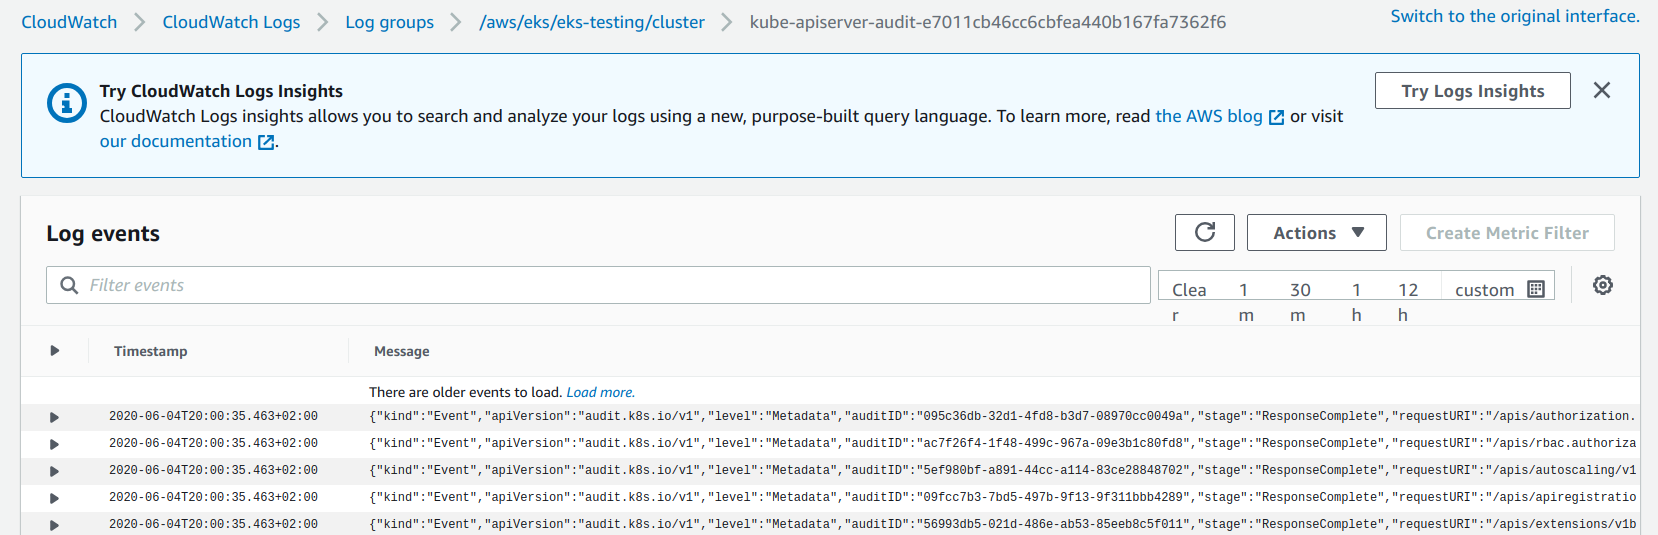 CloudWatch CloudWatch Logs Log groups /aws/eks/eks-testing/cluster kube-apiserver-audit-e7011cb46cc6cbfea440b167fa7362f6
Switch to the original interface.
Try CloudWatch Logs Insights
CloudWatch Logs insights allows you to search and analyze your logs using a new, purpose-built query language. To learn more, read the AWS blog or visit
our documentation .
Try Logs Insights
Log events
Actions
Create Metric Filter
Filter events
Clea
r
1
m
30
m
1
h
12
h
custom
Timestamp
Message
There are older events to load. Load more.
2020-06-04T20:00:35.463+02:00 {"kind":"Event","apiVersion":"audit.k8s.io/v1","level":"Metadata","auditID":"095c36db-32d1-4fd8-b3d7-08970cc0049a","stage":"ResponseComplete","requestURI":"/apis/authorization.
2020-06-04T20:00:35.463+02:00 {"kind":"Event","apiVersion":"audit.k8s.io/v1","level":"Metadata","auditID":"ac7f26f4-1f48-499c-967a-09e3b1c80fd8","stage":"ResponseComplete","requestURI":"/apis/rbac.authoriza
2020-06-04T20:00:35.463+02:00 {"kind":"Event","apiVersion":"audit.k8s.io/v1","level":"Metadata","auditID":"5ef980bf-a891-44cc-a114-83ce28848702","stage":"ResponseComplete","requestURI":"/apis/autoscaling/v1
2020-06-04T20:00:35.463+02:00 {"kind":"Event","apiVersion":"audit.k8s.io/v1","level":"Metadata","auditID":"09fcc7b3-7bd5-497b-9f13-9f311bbb4289","stage":"ResponseComplete","requestURI":"/apis/apiregistratio
2020-06-04T20:00:35.463+02:00 {"kind":"Event","apiVersion":"audit.k8s.io/v1","level":"Metadata","auditID":"56993db5-021d-486e-ab53-85eeb8c5f011","stage":"ResponseComplete","requestURI":"/apis/extensions/v1b